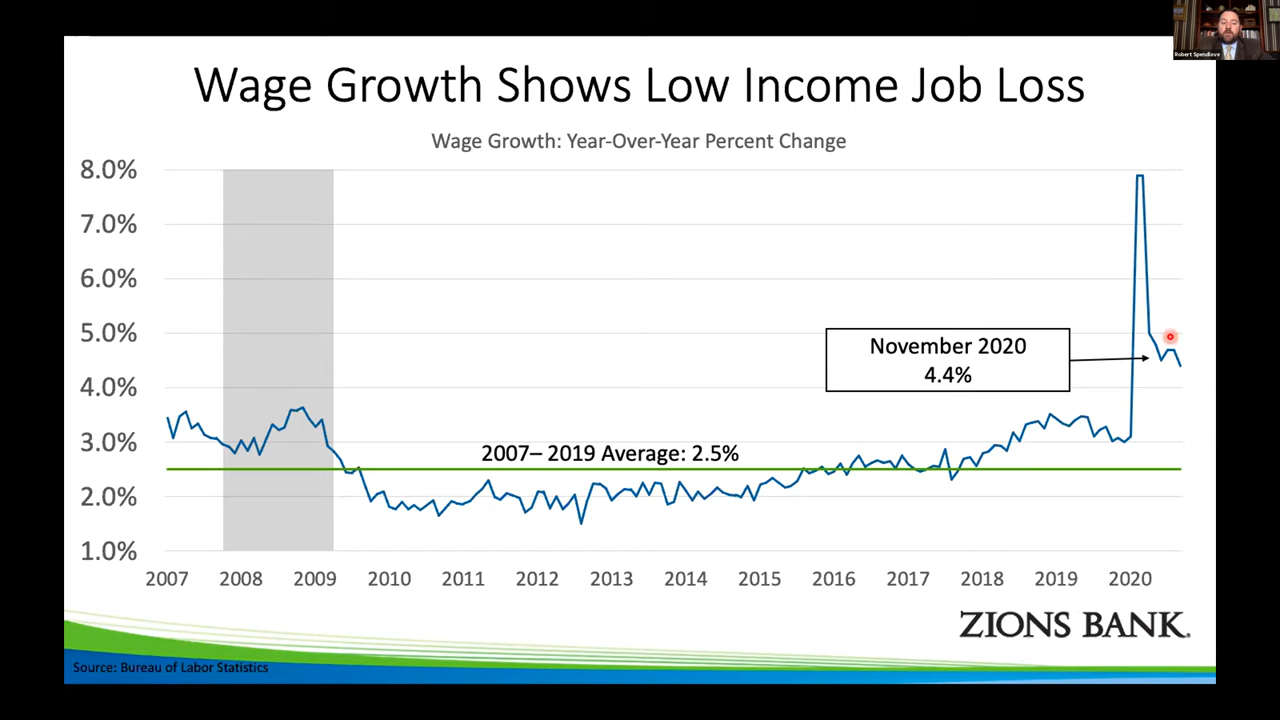 Robert Spendlove
Wage Growth Shows Low Income Job Loss
Wage Growth: Year-Over-Year Percent Change
8.0%
7.0%
6.0%
5.0%
4.0%
3.0%
2.0%
1.0%
November 2020
4.4%
2007– 2019 Average: 2.5%
2007 2008 2009 2010 2011 2012 2013 2014 2015 2016 2017 2018 2019 2020
ZIONS BANK.
Source: Bureau of Labor Statistics